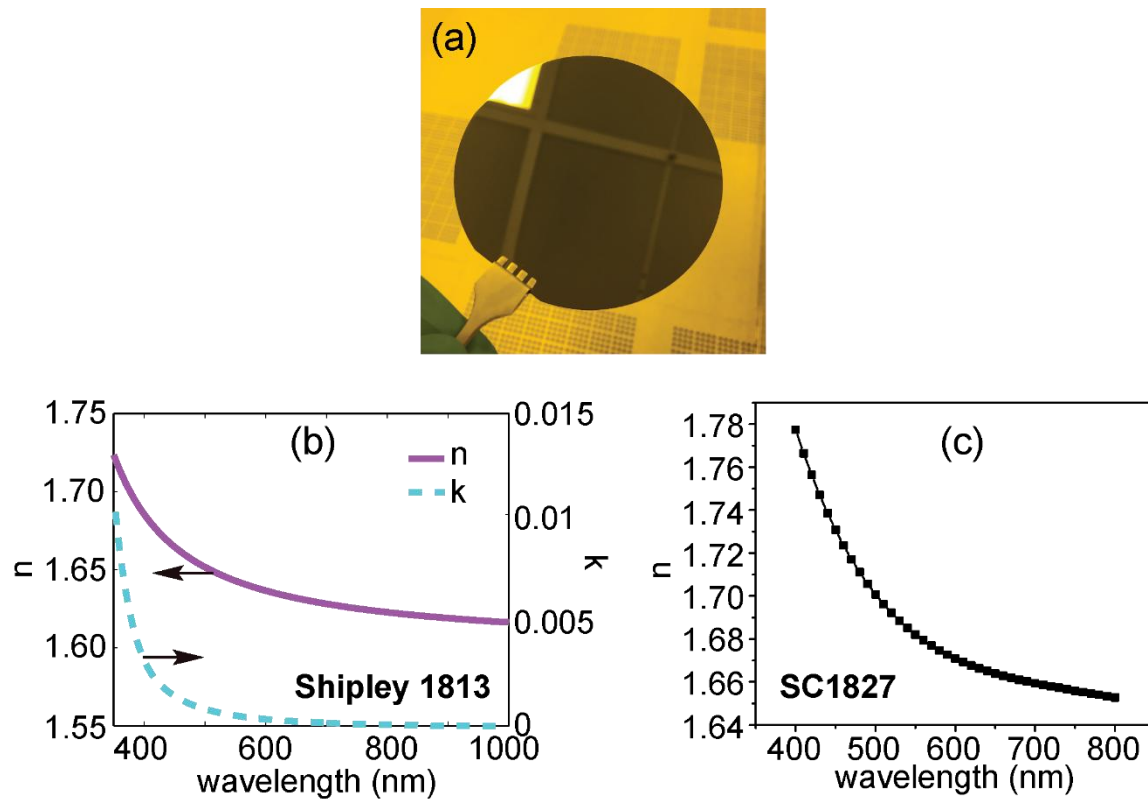 (a)
(b)
1.75
1.70
1.65
1.60
1.55
n
0.015
0.01
0.005
0
k
n
k
Shipley 1813
400 600 800 1000
wavelength (nm)
(c)
1.78
1.76
1.74
1.72
1.70
1.68
1.66
1.64
n
SC1827
400 500 600 700 800
wavelength (nm)